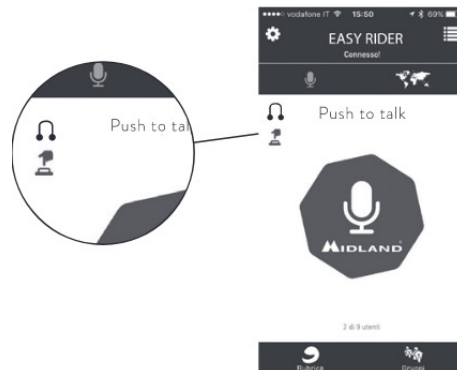 vodafone IT 15:50 69%
EASY RIDER
Connesso!
Push to talk
Push to tal
MIDLAND
2 di 9 utenti
Rubrica Gruppi